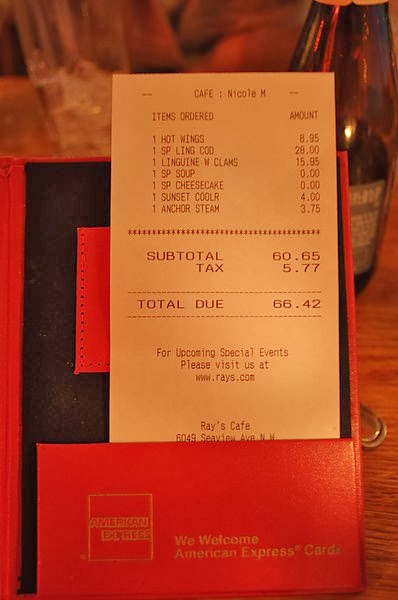 -- CAFE : Nicole M --
ITEMS ORDERED AMOUNT
1 HOT WINGS 8.95
1 SP LING COD 28.00
1 LINGUINE W CLAMS 15.95
1 SP SOUP 0.00
1 SP CHEESECAKE 0.00
1 SUNSET COOLR 4.00
1 ANCHOR STEAM 3.75
SUBTOTAL 60.65
TAX 5.77
TOTAL DUE 66.42
For Upcoming Special Events
Please visit us at
www.rays.com
Ray's Cafe
6049 Seaview Ave N.W.
AMERICAN
EXPRESS
®
We Welcome
American Express® Cards